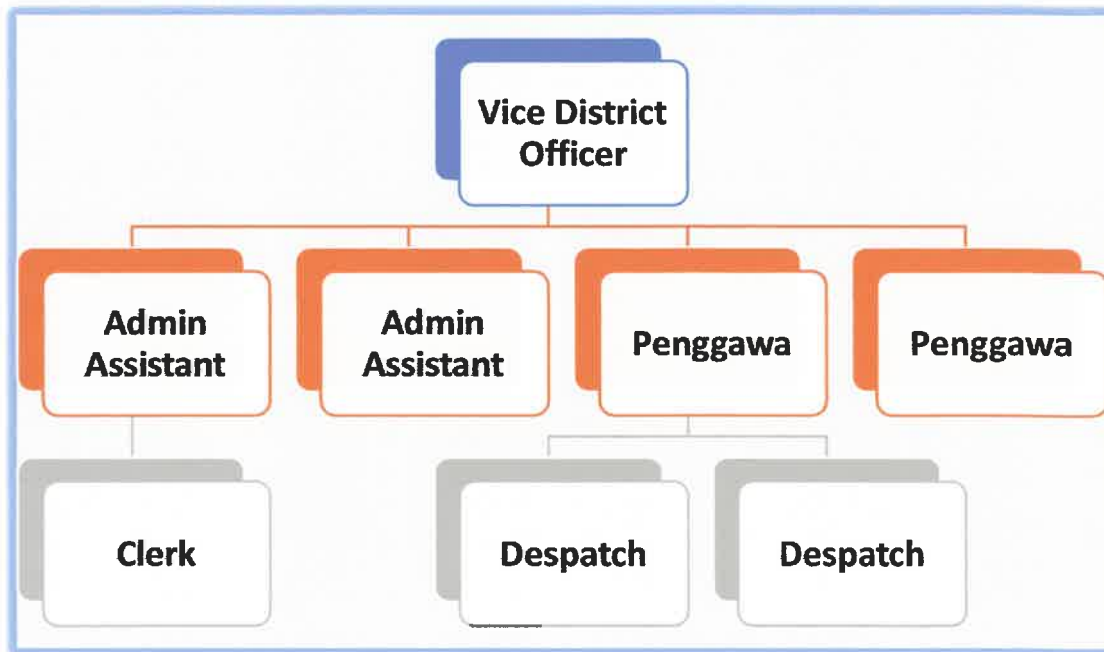 Vice District
Officer
Admin
Assistant
Admin
Assistant
Penggawa
Penggawa
Clerk
Despatch
Despatch